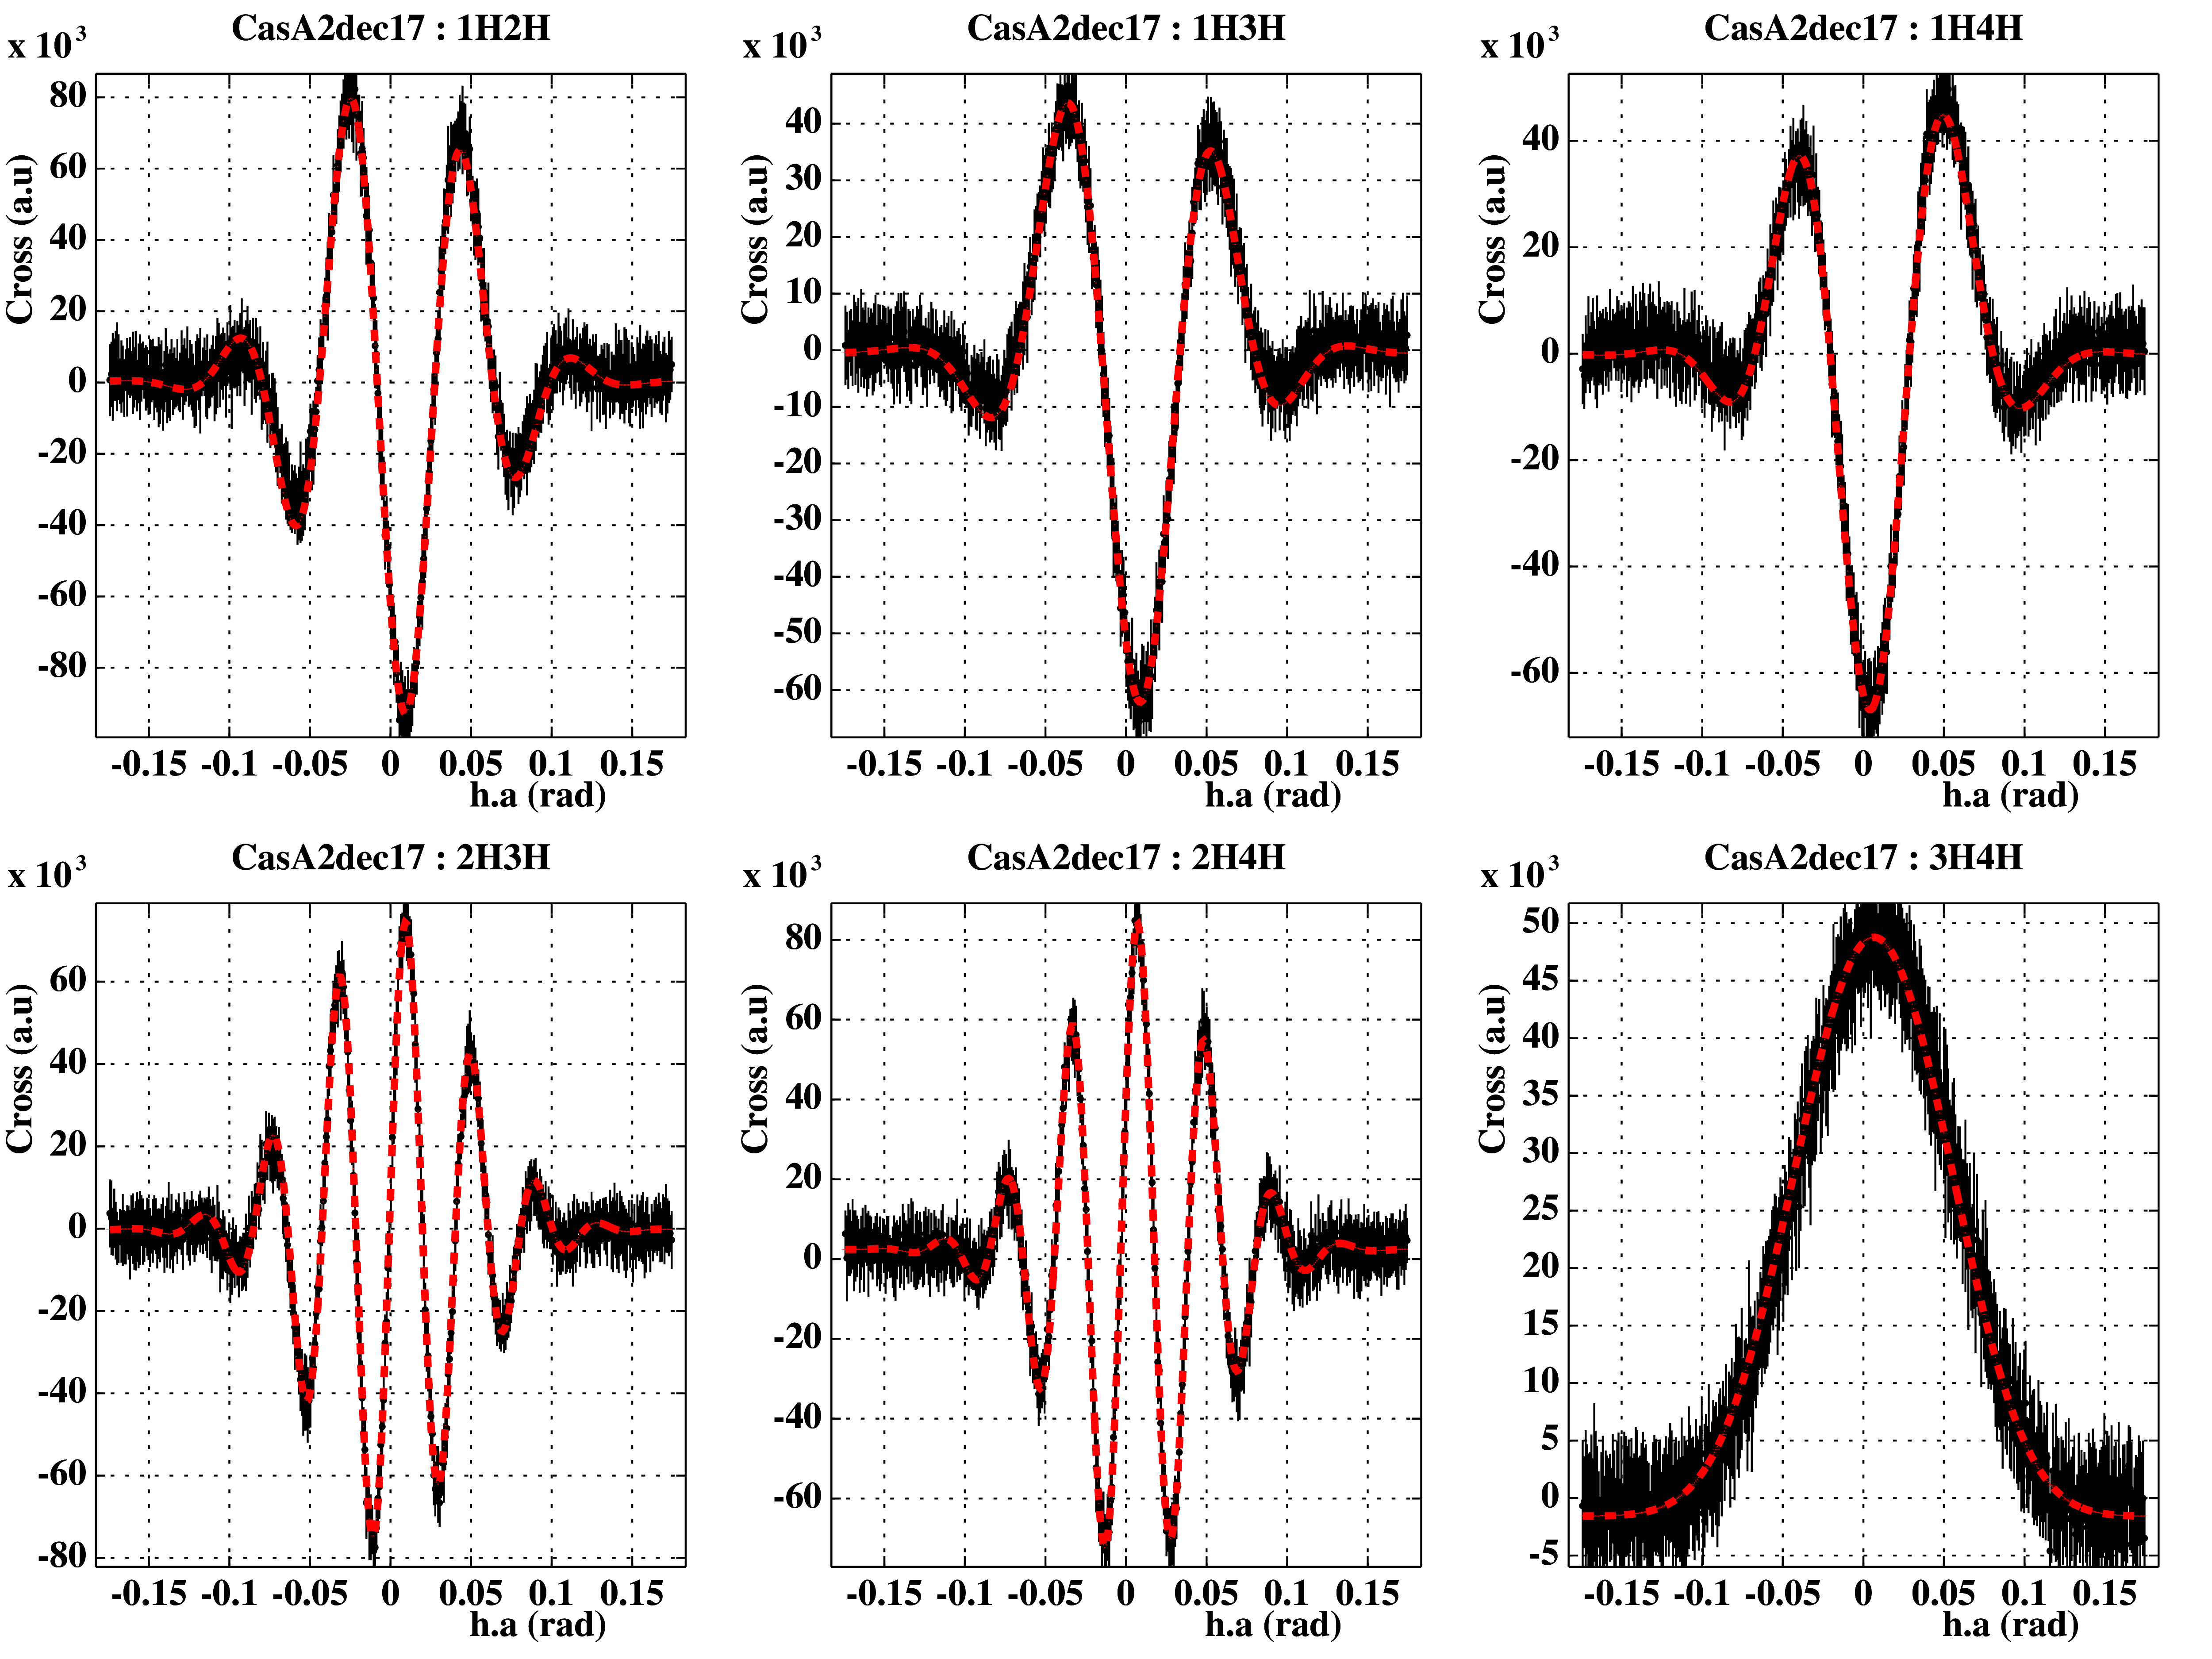 x 10³ CasA2dec17 : 1H2H
80
60
40
20
0
-20
-40
-60
-80
Cross (a.u)
-0.15 -0.1 -0.05 0 0.05 0.1 0.15
h.a (rad)
x 10³ CasA2dec17 : 1H3H
40
30
20
10
0
-10
-20
-30
-40
-50
-60
Cross (a.u)
-0.15 -0.1 -0.05 0 0.05 0.1 0.15
h.a (rad)
x 10³ CasA2dec17 : 1H4H
40
20
0
-20
-40
-60
Cross (a.u)
-0.15 -0.1 -0.05 0 0.05 0.1 0.15
h.a (rad)
x 10³ CasA2dec17 : 2H3H
60
40
20
0
-20
-40
-60
-80
Cross (a.u)
-0.15 -0.1 -0.05 0 0.05 0.1 0.15
h.a (rad)
x 10³ CasA2dec17 : 2H4H
80
60
40
20
0
-20
-40
-60
Cross (a.u)
-0.15 -0.1 -0.05 0 0.05 0.1 0.15
h.a (rad)
x 10³ CasA2dec17 : 3H4H
50
45
40
35
30
25
20
15
10
5
0
-5
Cross (a.u)
-0.15 -0.1 -0.05 0 0.05 0.1 0.15
h.a (rad)